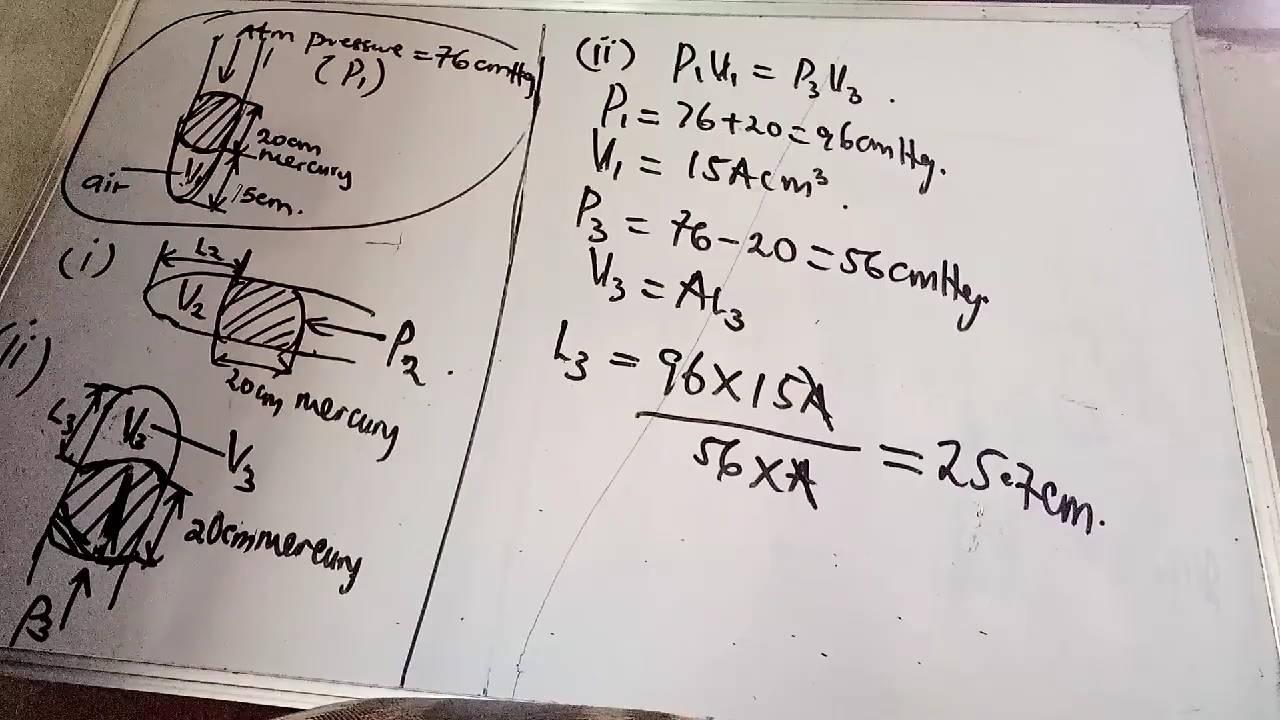 Atm pressure = 76cmHg
(P₁)
20cm
mercury
air
V₁
15cm.
(i)
L₂
V₂
P₂.
20cm mercury
(ii)
L₃
V₃
V₃
20cm mercury
P₃
(ii) P₁V₁ = P₃V₃.
P₁ = 76+20 = 96cmHg.
V₁ = 15Acm³.
P₃ = 76-20 = 56cmHg.
V₃ = AL₃
L₃ = 96×15A
56×A
= 25.7cm.